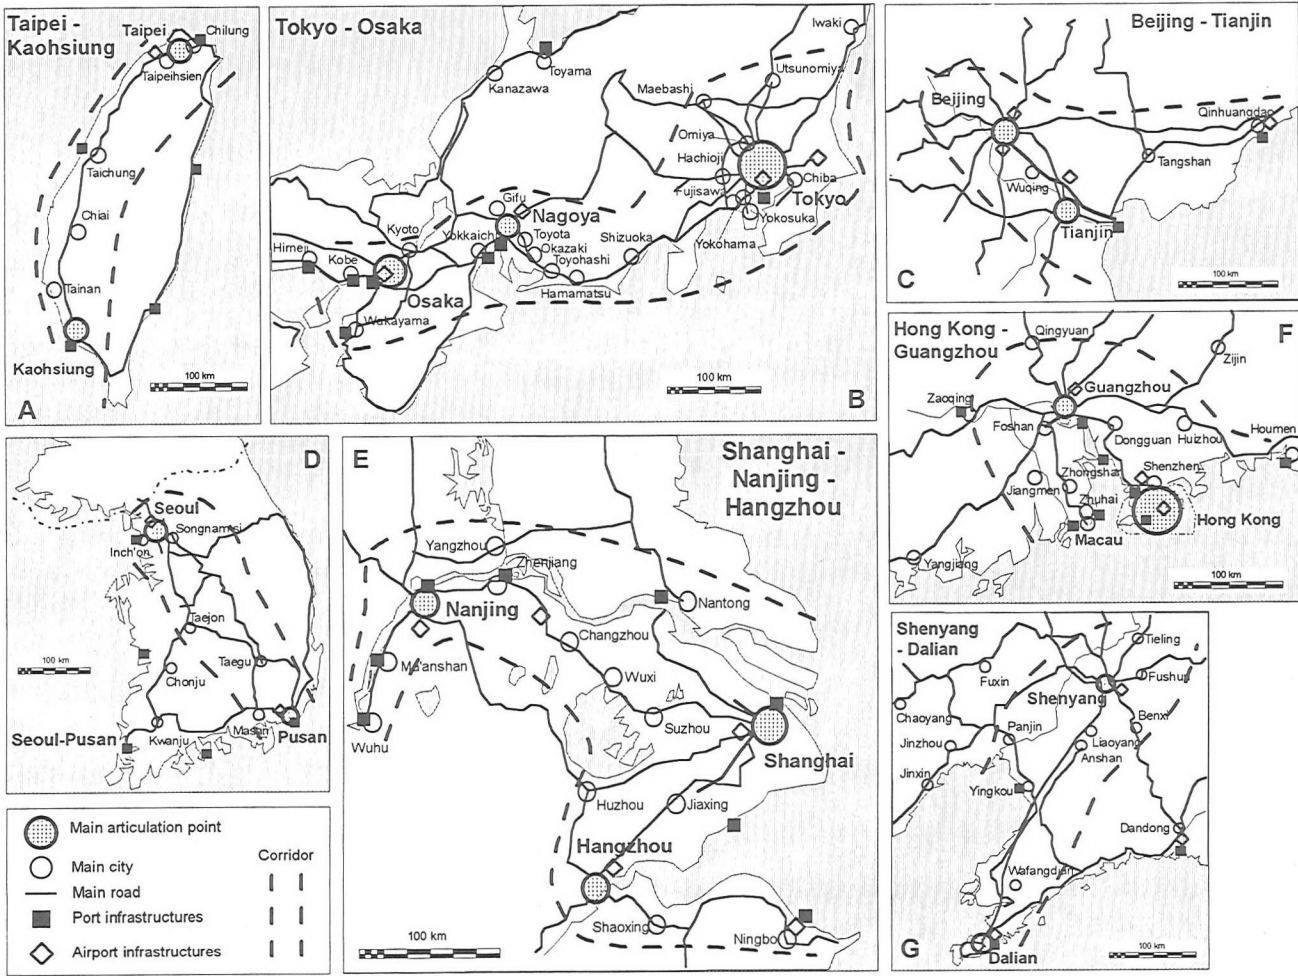 Taipei -
Kaohsiung
Taipei
Chilung
Taipeihsien
Taichung
Chiai
Tainan
Kaohsiung
100 km
A
Tokyo - Osaka
Iwaki
Toyama
Kanazawa
Utsunomiya
Maebashi
Omiya
Hachioji
Chiba
Fujisawa
Tokyo
Yokosuka
Yokohama
Gifu
Nagoya
Kyoto
Yokkaich
Toyota
Okazaki
Toyohashi
Shizuoka
Himeji
Kobe
Osaka
Hamamatsu
Wakayama
100 km
B
Beijing - Tianjin
Beijing
Qinhuangdao
Tangshan
Wuqing
Tianjin
C
100 km
Hong Kong -
Guangzhou
Qingyuan
F
Zijin
Guangzhou
Zaoqing
Foshan
Dongguan
Huizhou
Houmen
Zhongshan
Shenzhen
Jiangmen
Zhuhai
Hong Kong
Macau
Yangjiang
100 km
D
Seoul
Songnamsi
Inch'on
Taejon
100 km
Taegu
Chonju
Masan
Pusan
Seoul-Pusan
Kwanju
E
Shanghai -
Nanjing -
Hangzhou
Yangzhou
Zhenjiang
Nanjing
Nantong
Changzhou
Ma'anshan
Wuxi
Suzhou
Wuhu
Shanghai
Huzhou
Jiaxing
Hangzhou
Shaoxing
Ningbo
100 km
Shenyang
- Dalian
Tieling
Fuxin
Fushun
Shenyang
Chaoyang
Panjin
Benxi
Jinzhou
Liaoyang
Anshan
Jinxin
Yingkou
Dandong
Wafangdian
G
Dalian
100 km
Main articulation point
Main city
Corridor
Main road
Port infrastructures
Airport infrastructures